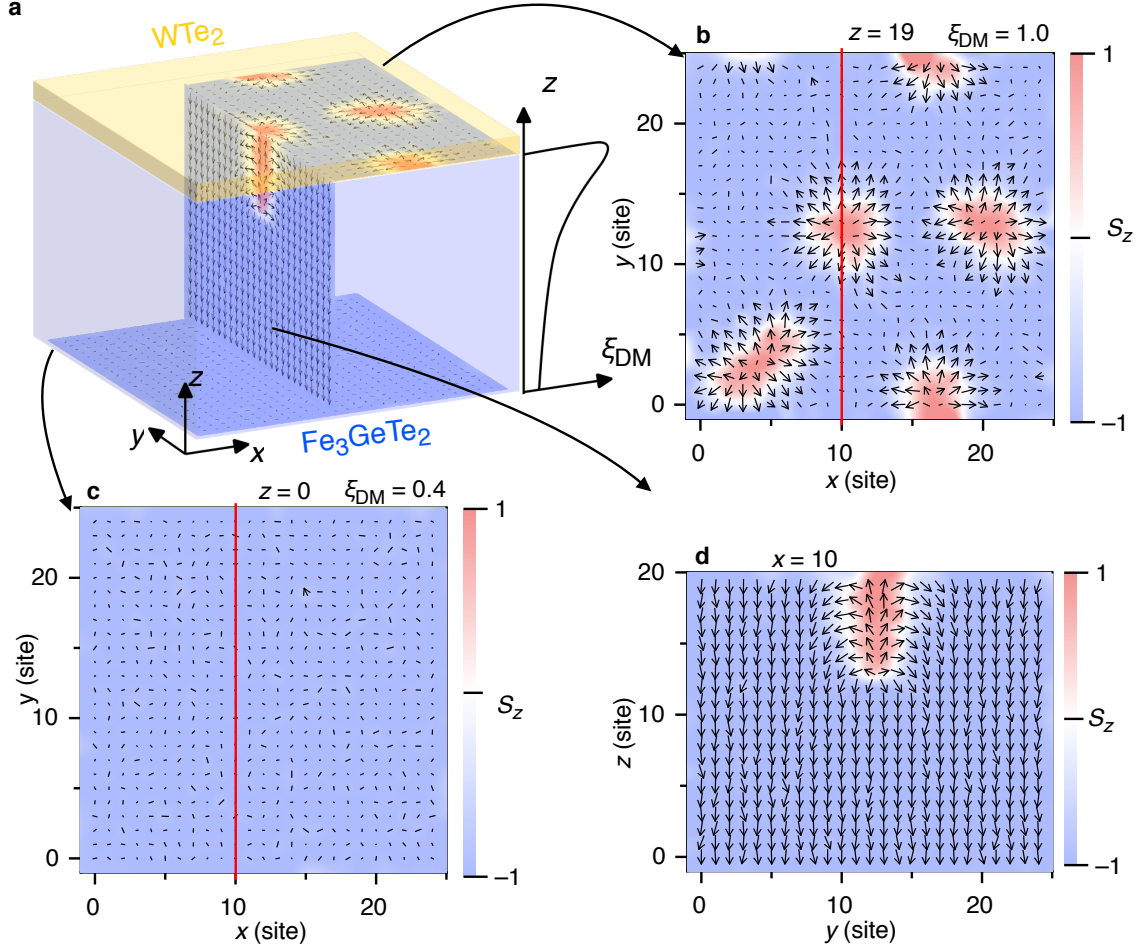 a
WTe2
z
ξDM
z
y
x
Fe3GeTe2
b
z = 19
ξDM = 1.0
20
10
0
y (site)
0
10
20
x (site)
1
Sz
−1
c
z = 0
ξDM = 0.4
20
10
0
y (site)
0
10
20
x (site)
1
Sz
−1
d
x = 10
20
10
0
z (site)
0
10
20
y (site)
1
Sz
−1